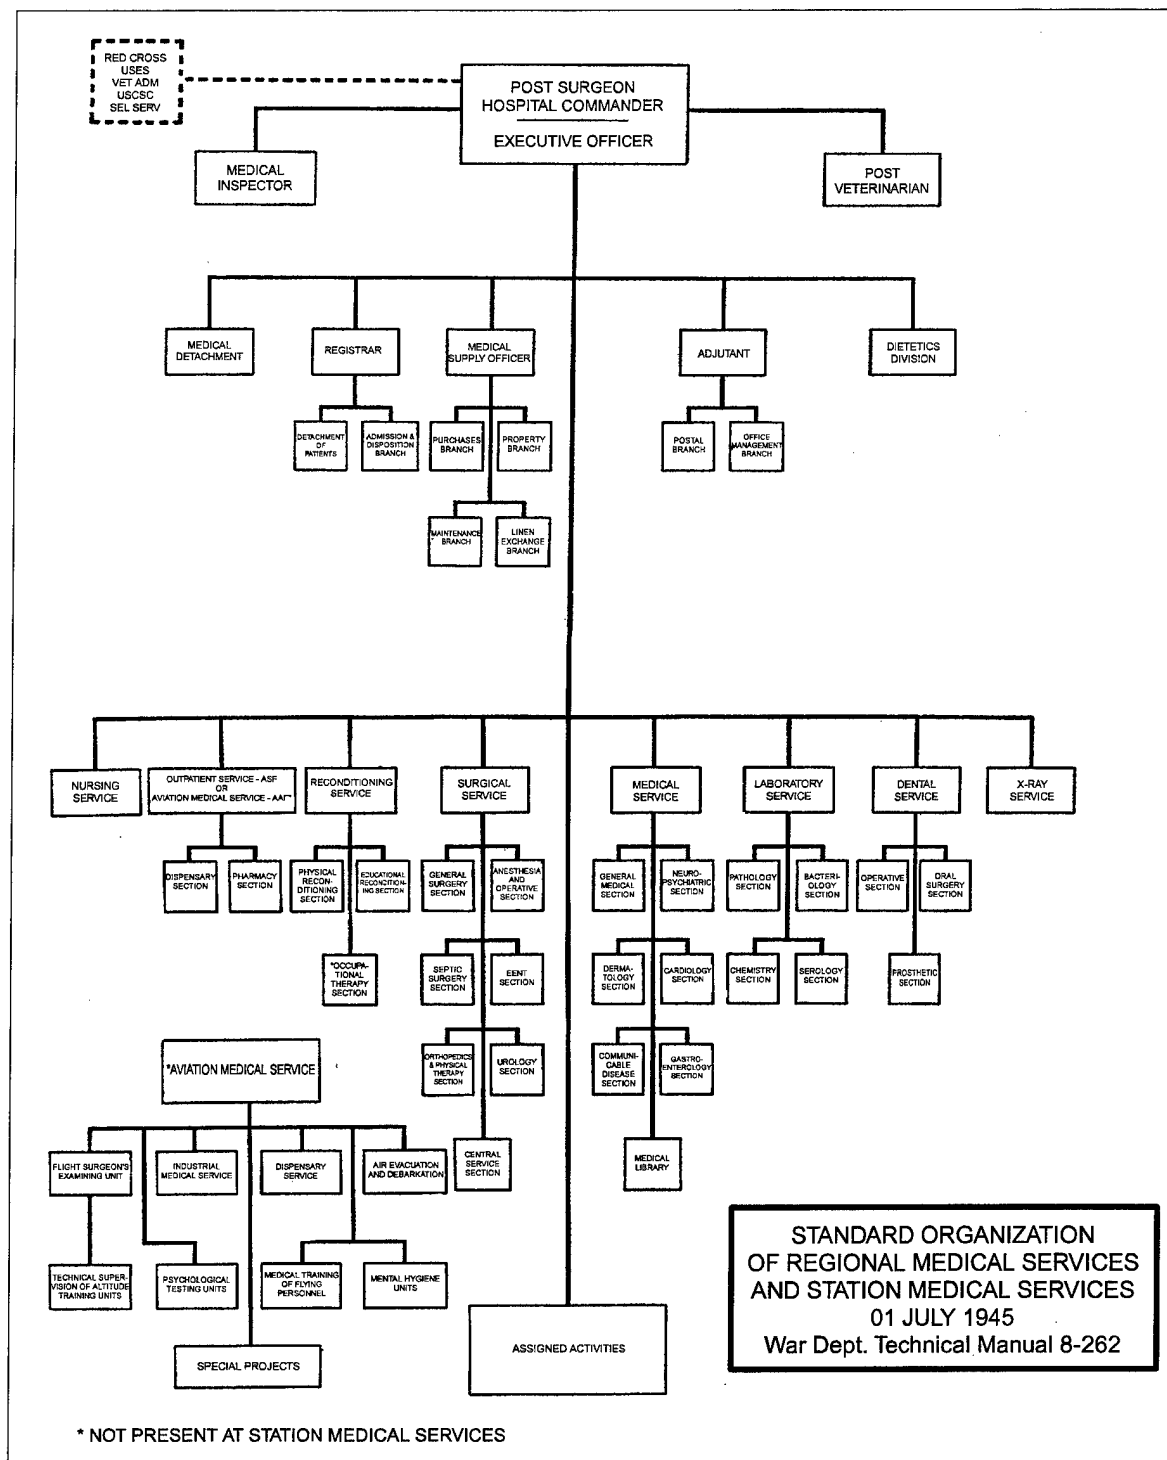 RED CROSS
USES
VET ADM
USCSC
SEL SERV
POST SURGEON
HOSPITAL COMMANDER
EXECUTIVE OFFICER
MEDICAL
INSPECTOR
POST
VETERINARIAN
MEDICAL
DETACHMENT
REGISTRAR
MEDICAL
SUPPLY OFFICER
ADJUTANT
DIETETICS
DIVISION
DETACHMENT
OF
PATIENTS
ADMISSION &
DISPOSITION
BRANCH
PURCHASES
BRANCH
PROPERTY
BRANCH
POSTAL
BRANCH
OFFICE
MANAGEMENT
BRANCH
MAINTENANCE
BRANCH
LINEN
EXCHANGE
BRANCH
NURSING
SERVICE
OUTPATIENT SERVICE - ASF
OR
AVIATION MEDICAL SERVICE - AAF*
RECONDITIONING
SERVICE
SURGICAL
SERVICE
MEDICAL
SERVICE
LABORATORY
SERVICE
DENTAL
SERVICE
X-RAY
SERVICE
DISPENSARY
SECTION
PHARMACY
SECTION
PHYSICAL
RECON-
DITIONING
SECTION
EDUCATIONAL
RECONDITION-
ING SECTION
GENERAL
SURGERY
SECTION
ANESTHESIA
AND
OPERATIVE
SECTION
GENERAL
MEDICAL
SECTION
NEURO-
PSYCHIATRIC
SECTION
PATHOLOGY
SECTION
BACTERI-
OLOGY
SECTION
OPERATIVE
SECTION
ORAL
SURGERY
SECTION
*OCCUPA-
TIONAL
THERAPY
SECTION
SEPTIC
SURGERY
SECTION
EENT
SECTION
DERMA-
TOLOGY
SECTION
CARDIOLOGY
SECTION
CHEMISTRY
SECTION
SEROLOGY
SECTION
PROSTHETIC
SECTION
ORTHOPEDICS
& PHYSICAL
THERAPY
SECTION
UROLOGY
SECTION
COMMUNI-
CABLE
DISEASE
SECTION
GASTRO-
ENTEROLOGY
SECTION
CENTRAL
SERVICE
SECTION
MEDICAL
LIBRARY
*AVIATION MEDICAL SERVICE
FLIGHT SURGEON'S
EXAMINING UNIT
INDUSTRIAL
MEDICAL SERVICE
DISPENSARY
SERVICE
AIR EVACUATION
AND DEBARKATION
TECHNICAL SUPER-
VISION OF ALTITUDE
TRAINING UNITS
PSYCHOLOGICAL
TESTING UNITS
MEDICAL TRAINING
OF FLYING
PERSONNEL
MENTAL HYGIENE
UNITS
SPECIAL PROJECTS
ASSIGNED ACTIVITIES
STANDARD ORGANIZATION
OF REGIONAL MEDICAL SERVICES
AND STATION MEDICAL SERVICES
01 JULY 1945
War Dept. Technical Manual 8-262
* NOT PRESENT AT STATION MEDICAL SERVICES